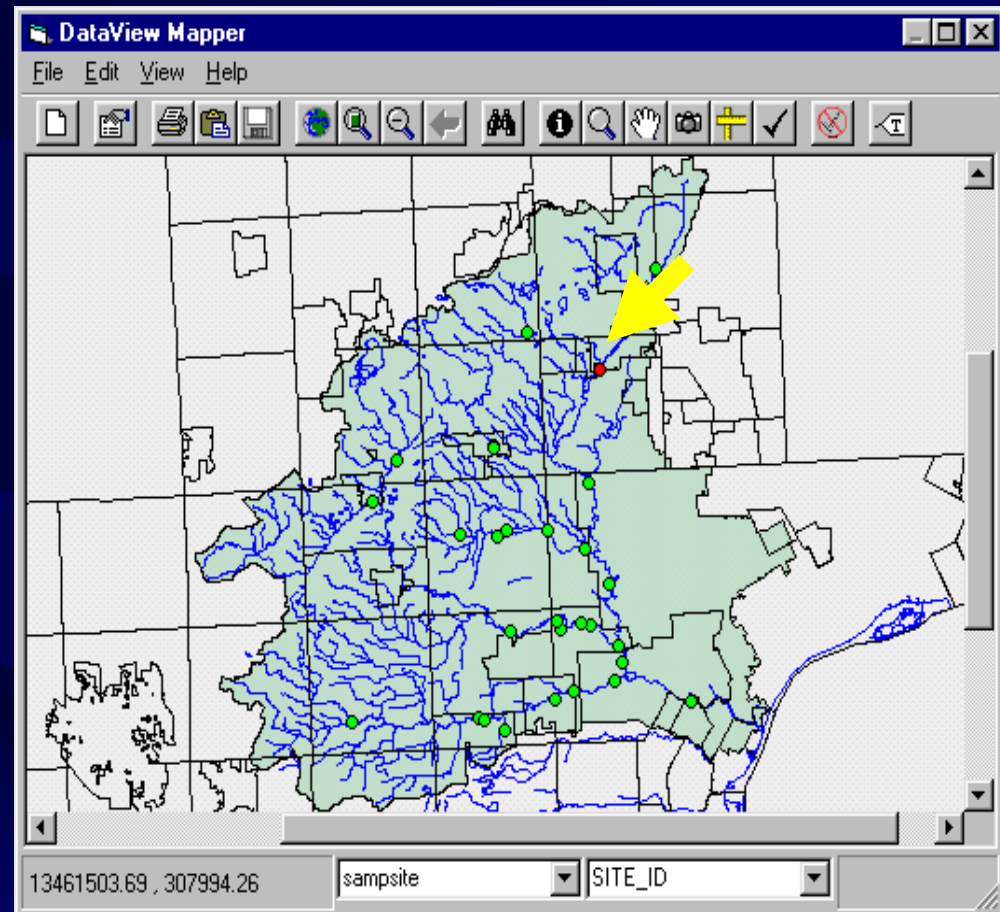 DataView Mapper
File Edit View Help
T
13461503.69 , 307994.26
sampsite
SITE_ID